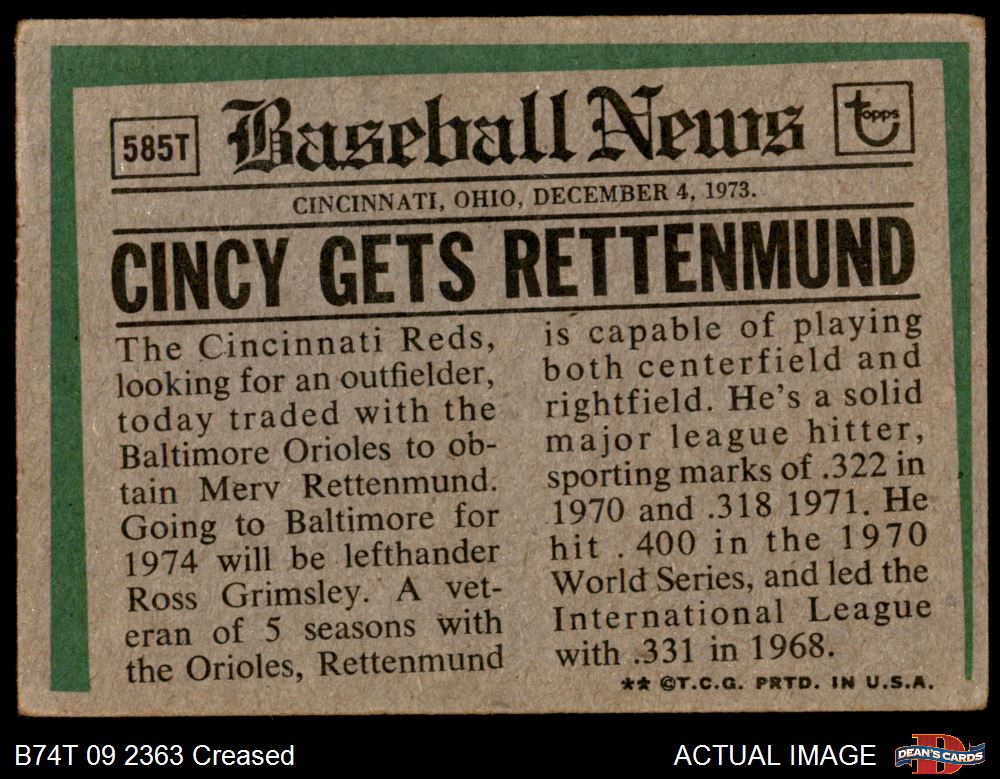 585T Baseball News topps
CINCINNATI, OHIO, DECEMBER 4, 1973.
CINCY GETS RETTENMUND
The Cincinnati Reds,
looking for an outfielder,
today traded with the
Baltimore Orioles to ob-
tain Merv Rettenmund.
Going to Baltimore for
1974 will be lefthander
Ross Grimsley. A vet-
eran of 5 seasons with
the Orioles, Rettenmund
is capable of playing
both centerfield and
rightfield. He's a solid
major league hitter,
sporting marks of .322 in
1970 and .318 1971. He
hit .400 in the 1970
World Series, and led the
International League
with .331 in 1968.
** ©T.C.G. PRTD. IN U.S.A.
B74T 09 2363 Creased
ACTUAL IMAGE
DEAN'S CARDS